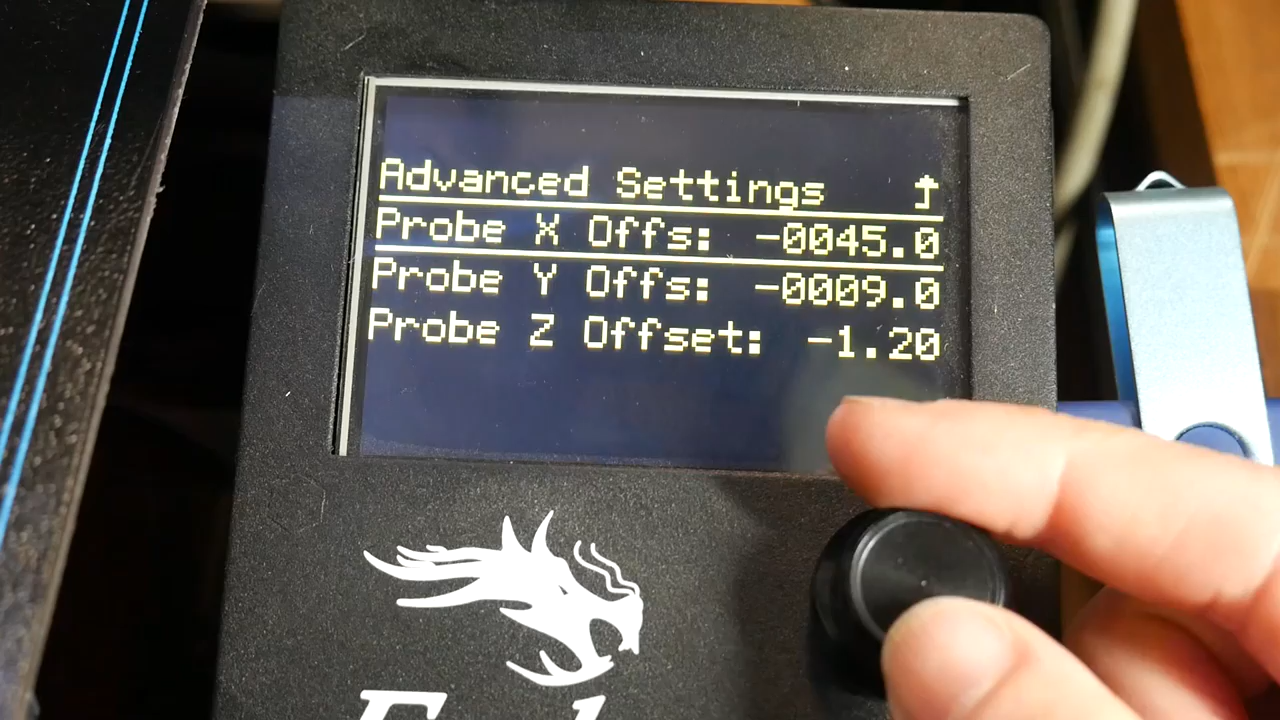 Advanced Settings
Probe X Offs: -0045.0
Probe Y Offs: -0009.0
Probe Z Offset: -1.20